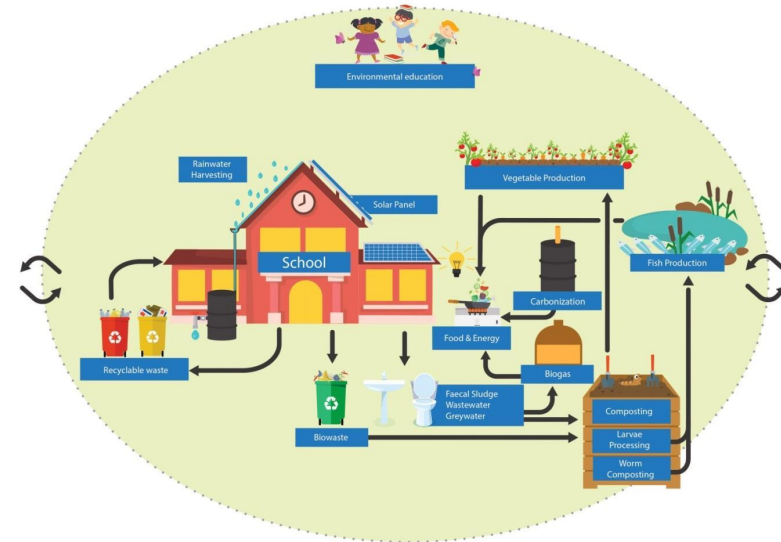 Environmental education
Rainwater
Harvesting
Solar Panel
Vegetable Production
School
Fish Production
Carbonization
Recyclable waste
Food & Energy
Biogas
Faecal Sludge
Wastewater
Greywater
Biowaste
Composting
Larvae
Processing
Worm
Composting